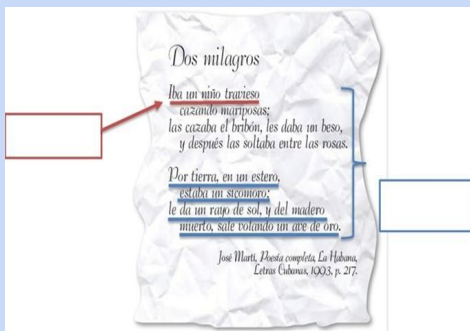 Dos milagros
Iba un niño travieso
cazando mariposas;
las cazaba el bribón, les daba un beso,
y después las soltaba entre las rosas.
Por tierra, en un estero,
estaba un sicomoro;
le da un rayo de sol, y del madero
muerto, sale volando un ave de oro.
José Martí, Poesía completa, La Habana,
Letras Cubanas, 1993, p. 217.